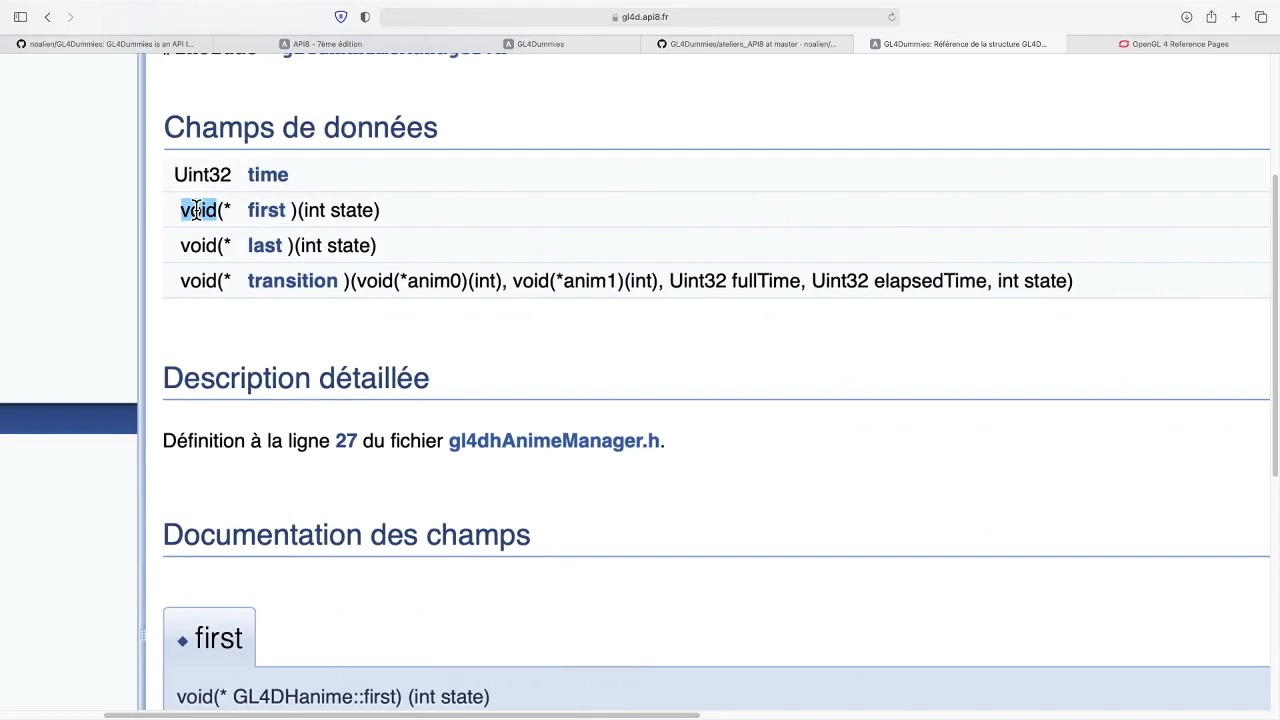 gl4d.api8.fr
noalien/GL4Dummies: GL4Dummies is an API t...
API8 - 7ème édition
GL4Dummies
GL4Dummies/ateliers_API8 at master · noalien/...
GL4Dummies: Référence de la structure GL4D...
OpenGL 4 Reference Pages
Champs de données
Uint32 time
void(* first )(int state)
void(* last )(int state)
void(* transition )(void(*anim0)(int), void(*anim1)(int), Uint32 fullTime, Uint32 elapsedTime, int state)
Description détaillée
Définition à la ligne 27 du fichier gl4dhAnimeManager.h.
Documentation des champs
◆ first
void(* GL4DHanime::first) (int state)